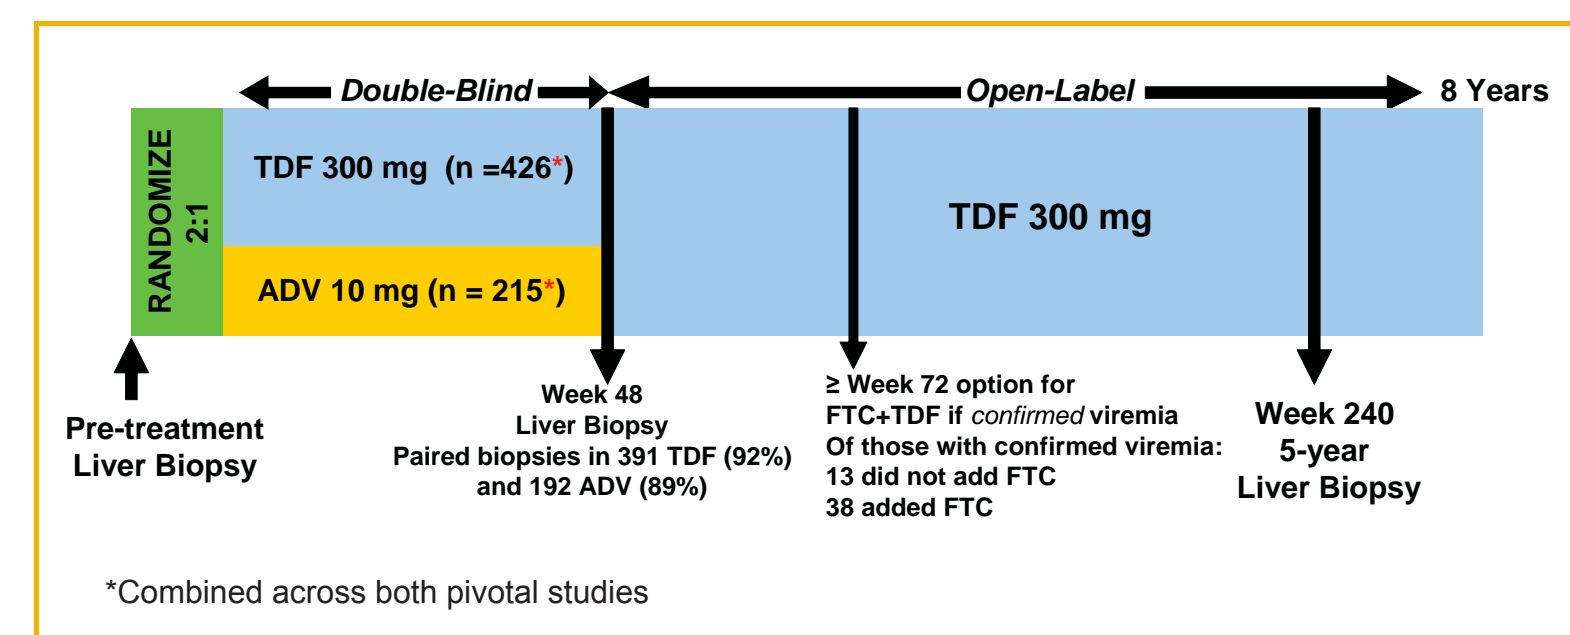 Double-Blind
Open-Label
8 Years
RANDOMIZE
2:1
TDF 300 mg  (n =426*)
ADV 10 mg (n = 215*)
TDF 300 mg
Pre-treatment
Liver Biopsy
Week 48
Liver Biopsy
Paired biopsies in 391 TDF (92%)
and 192 ADV (89%)
≥ Week 72 option for
FTC+TDF if confirmed viremia
Of those with confirmed viremia:
13 did not add FTC
38 added FTC
Week 240
5-year
Liver Biopsy
*Combined across both pivotal studies